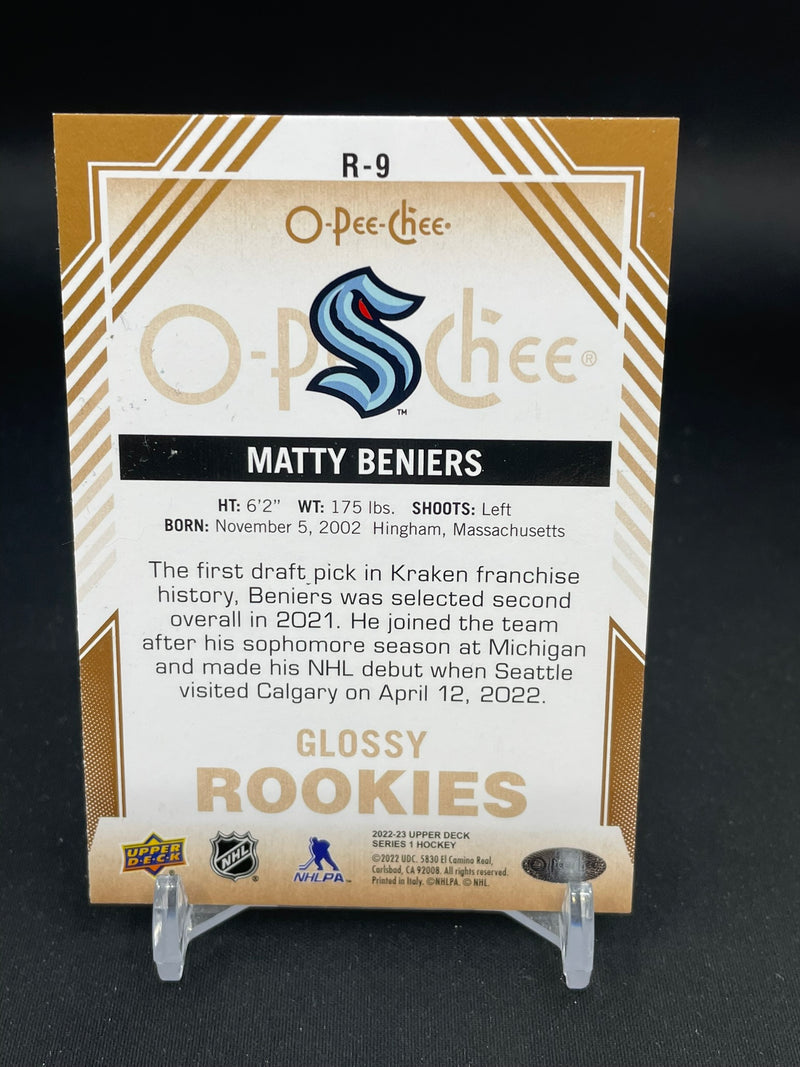 R-9
O-Pee-Chee
O-P Chee®
™
MATTY BENIERS
HT: 6'2" WT: 175 lbs. SHOOTS: Left
BORN: November 5, 2002 Hingham, Massachusetts
The first draft pick in Kraken franchise
history, Beniers was selected second
overall in 2021. He joined the team
after his sophomore season at Michigan
and made his NHL debut when Seattle
visited Calgary on April 12, 2022.
GLOSSY
ROOKIES
UPPER
DECK
NHL
NHLPA
2022-23 UPPER DECK
SERIES 1 HOCKEY
©2022 UDC. 5830 El Camino Real,
Carlsbad, CA 92008. All rights reserved.
Printed in Italy. ©NHLPA. © NHL.
O-Pee-Chee